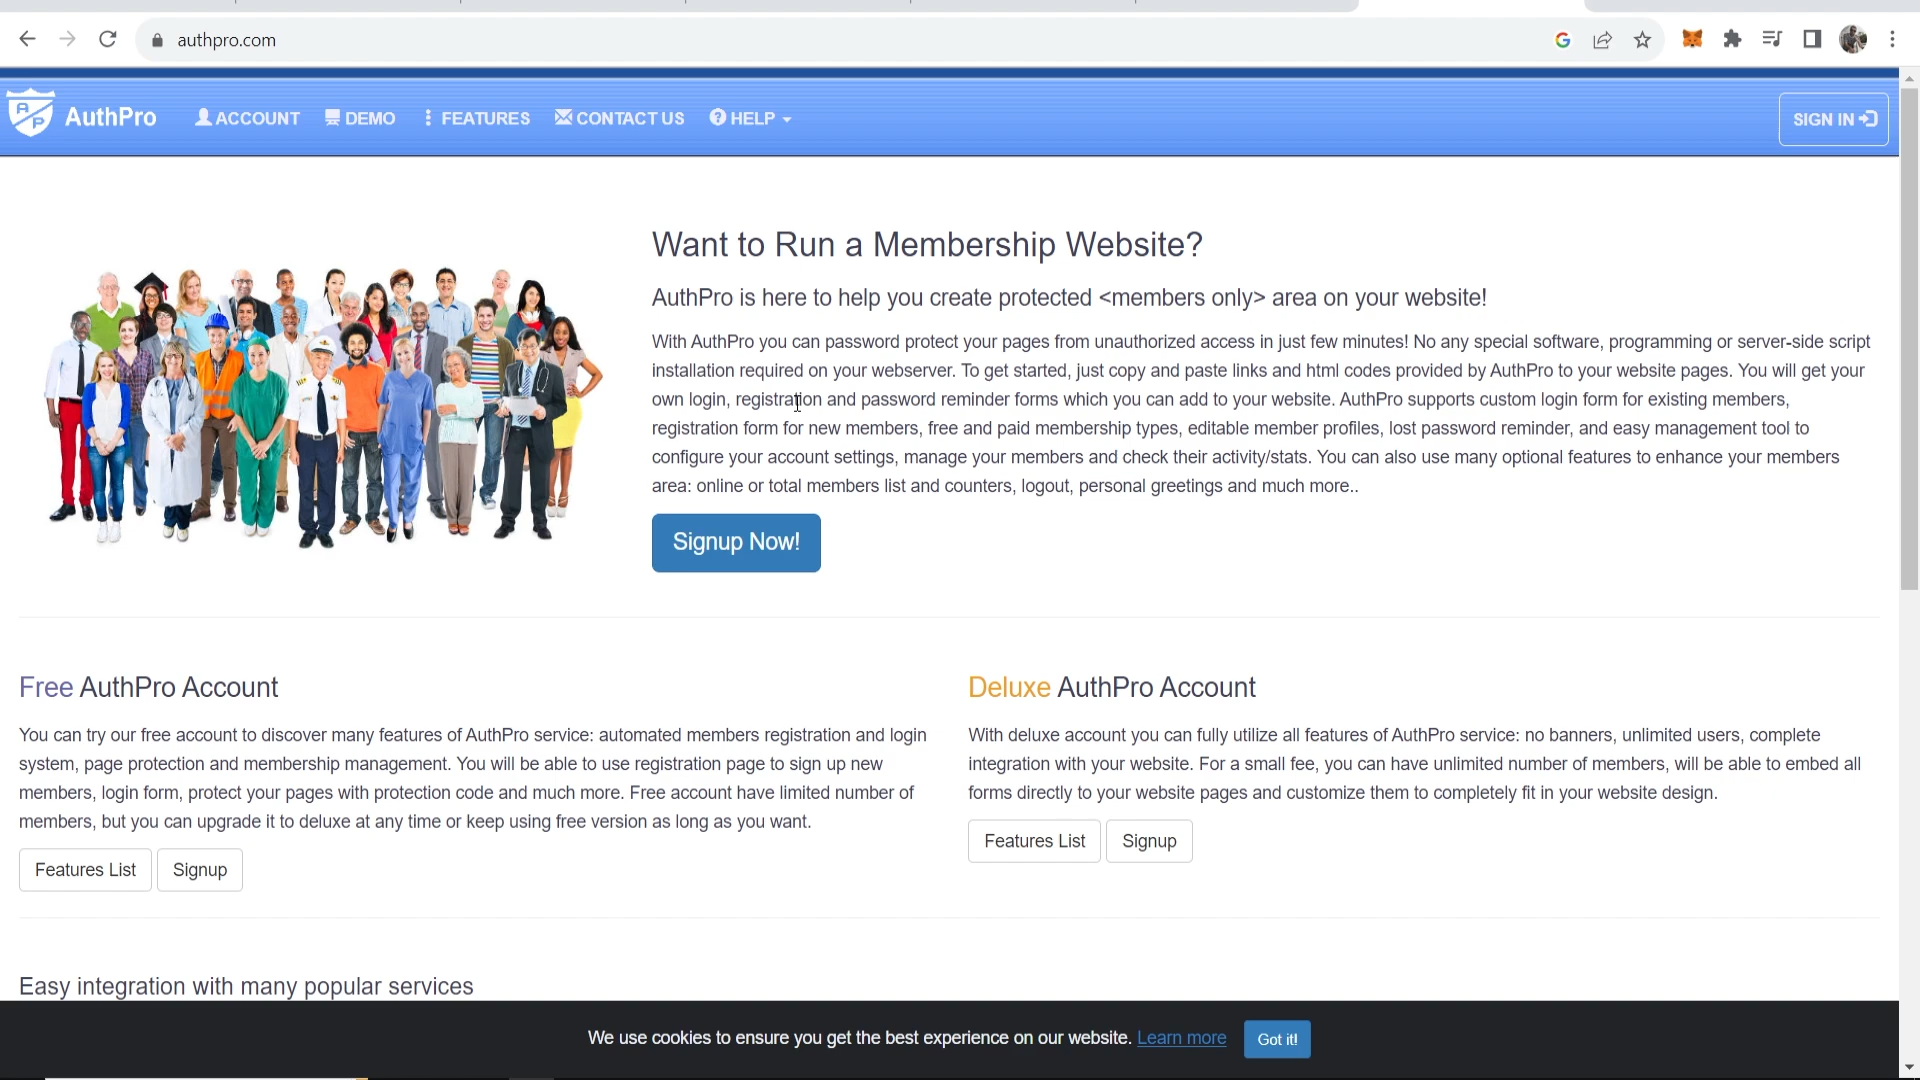 authpro.com
AP AuthPro ACCOUNT DEMO FEATURES CONTACT US HELP SIGN IN
Want to Run a Membership Website?
AuthPro is here to help you create protected <members only> area on your website!
With AuthPro you can password protect your pages from unauthorized access in just few minutes! No any special software, programming or server-side script
installation required on your webserver. To get started, just copy and paste links and html codes provided by AuthPro to your website pages. You will get your
own login, registration and password reminder forms which you can add to your website. AuthPro supports custom login form for existing members,
registration form for new members, free and paid membership types, editable member profiles, lost password reminder, and easy management tool to
configure your account settings, manage your members and check their activity/stats. You can also use many optional features to enhance your members
area: online or total members list and counters, logout, personal greetings and much more..
Signup Now!
Free AuthPro Account
You can try our free account to discover many features of AuthPro service: automated members registration and login
system, page protection and membership management. You will be able to use registration page to sign up new
members, login form, protect your pages with protection code and much more. Free account have limited number of
members, but you can upgrade it to deluxe at any time or keep using free version as long as you want.
Features List Signup
Deluxe AuthPro Account
With deluxe account you can fully utilize all features of AuthPro service: no banners, unlimited users, complete
integration with your website. For a small fee, you can have unlimited number of members, will be able to embed all
forms directly to your website pages and customize them to completely fit in your website design.
Features List Signup
Easy integration with many popular services
We use cookies to ensure you get the best experience on our website. Learn more Got it!